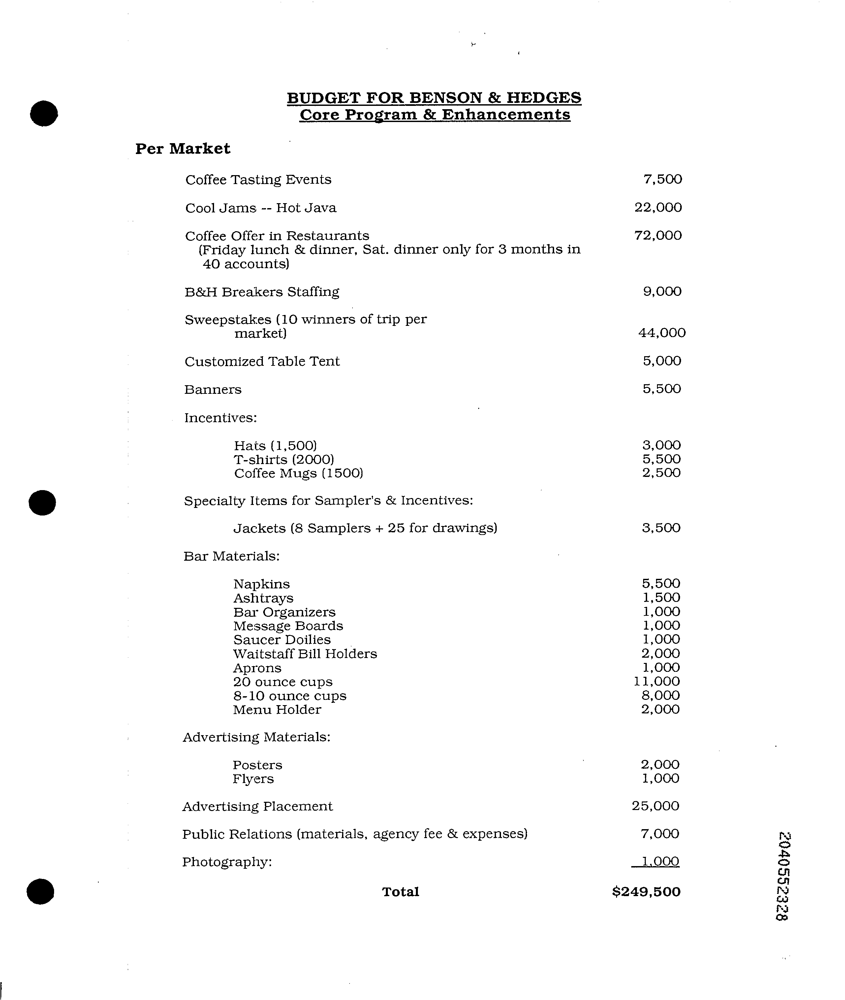 BUDGET FOR BENSON & HEDGES
Core Program & Enhancements
Per Market
Coffee Tasting Events 7,500
Cool Jams -- Hot Java 22,000
Coffee Offer in Restaurants 72,000
(Friday lunch & dinner, Sat. dinner only for 3 months in
40 accounts)
B&H Breakers Staffing 9,000
Sweepstakes (10 winners of trip per
market) 44,000
Customized Table Tent 5,000
Banners 5,500
Incentives:
Hats (1,500) 3,000
T-shirts (2000) 5,500
Coffee Mugs (1500) 2,500
Specialty Items for Sampler's & Incentives:
Jackets (8 Samplers + 25 for drawings) 3,500
Bar Materials:
Napkins 5,500
Ashtrays 1,500
Bar Organizers 1,000
Message Boards 1,000
Saucer Doilies 1,000
Waitstaff Bill Holders 2,000
Aprons 1,000
20 ounce cups 11,000
8-10 ounce cups 8,000
Menu Holder 2,000
Advertising Materials:
Posters 2,000
Flyers 1,000
Advertising Placement 25,000
Public Relations (materials, agency fee & expenses) 7,000
Photography: 1,000
Total $249,500
2040552328